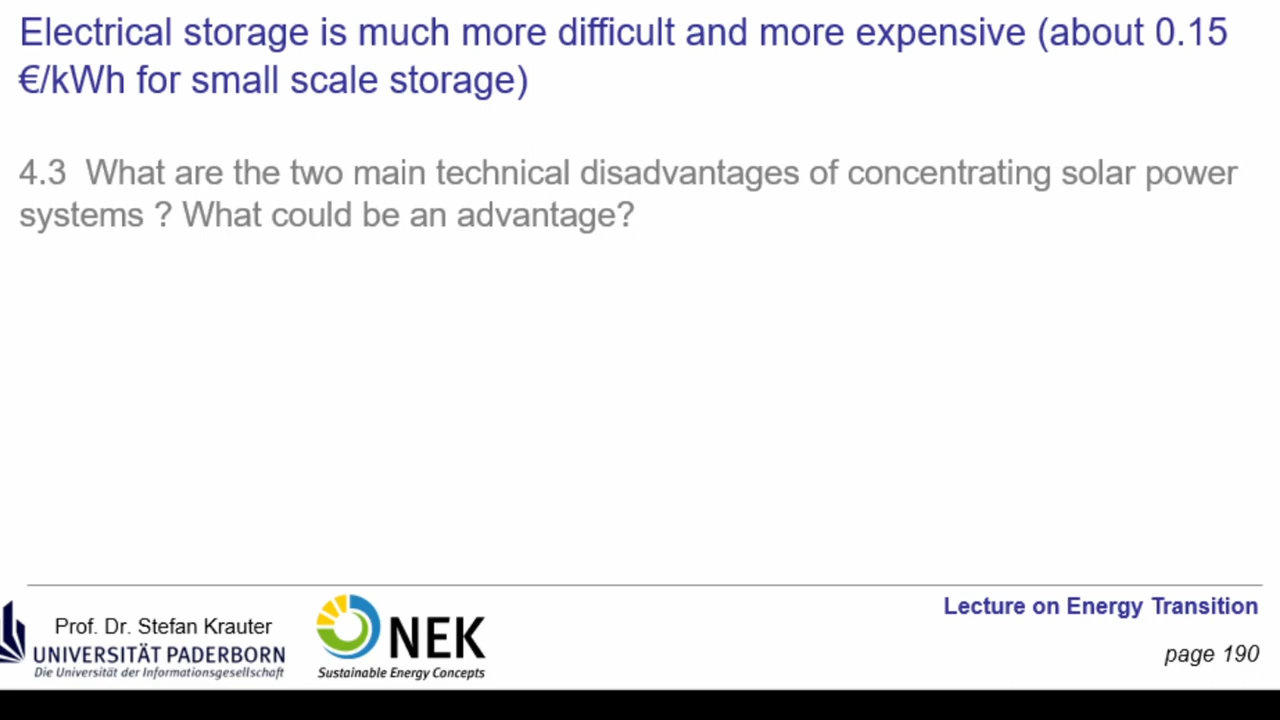 Electrical storage is much more difficult and more expensive (about 0.15
€/kWh for small scale storage)
4.3 What are the two main technical disadvantages of concentrating solar power
systems ? What could be an advantage?
Prof. Dr. Stefan Krauter
UNIVERSITÄT PADERBORN
Die Universität der Informationsgesellschaft
NEK
Sustainable Energy Concepts
Lecture on Energy Transition
page 190